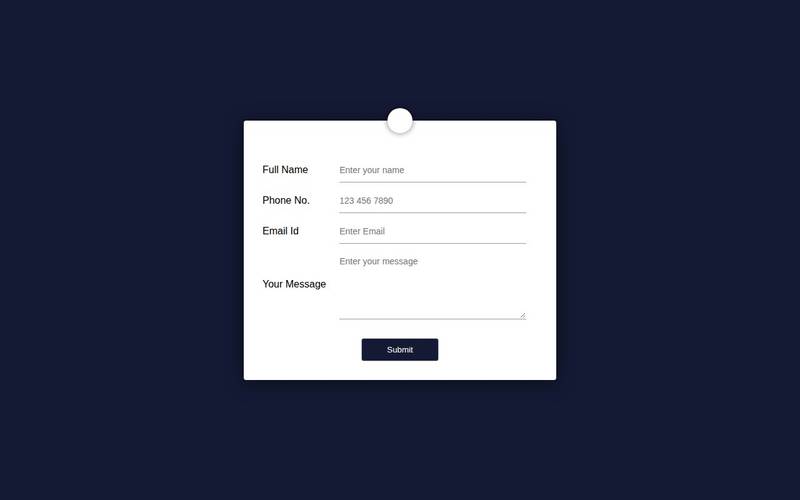 Full Name
Enter your name
Phone No.
123 456 7890
Email Id
Enter Email
Enter your message
Your Message
Submit